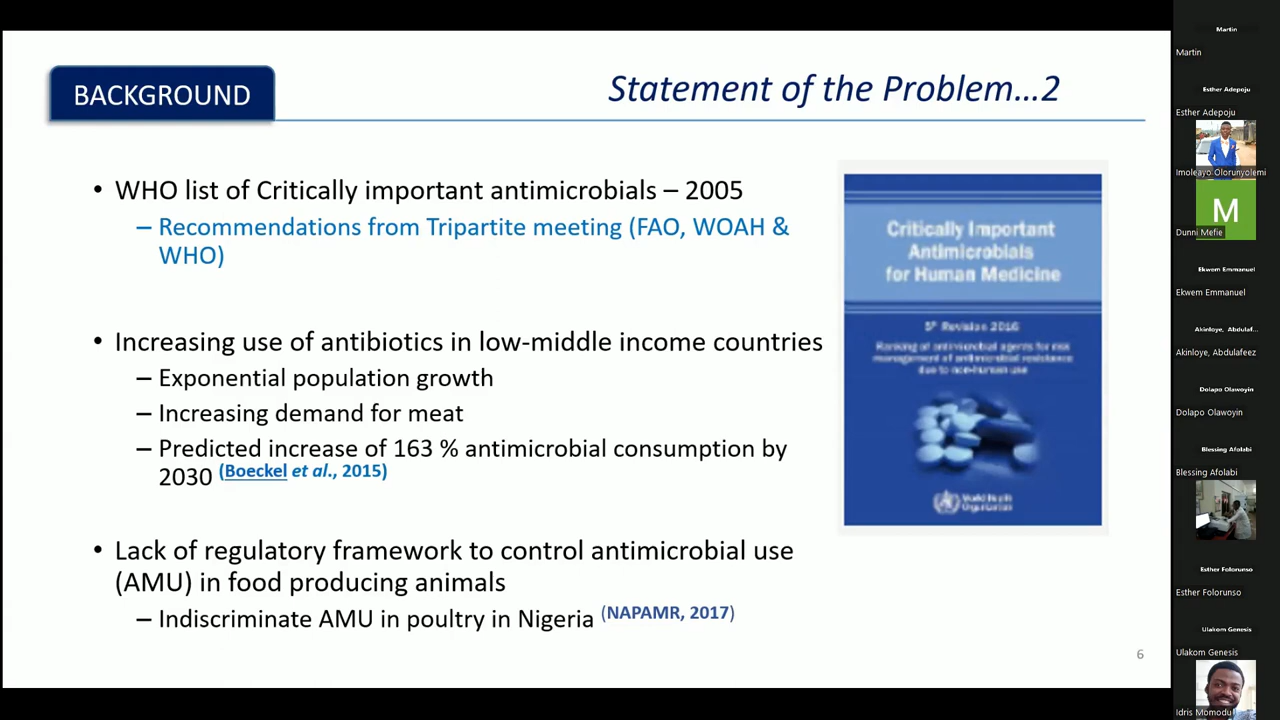 BACKGROUND
Statement of the Problem...2
• WHO list of Critically important antimicrobials – 2005
– Recommendations from Tripartite meeting (FAO, WOAH &
WHO)
• Increasing use of antibiotics in low-middle income countries
– Exponential population growth
– Increasing demand for meat
– Predicted increase of 163 % antimicrobial consumption by
2030 (Boeckel et al., 2015)
• Lack of regulatory framework to control antimicrobial use
(AMU) in food producing animals
– Indiscriminate AMU in poultry in Nigeria (NAPAMR, 2017)
Critically Important
Antimicrobials
for Human Medicine
5th Revision 2016
Ranking of antimicrobial agents for risk
management of antimicrobial resistance
due to non-human use
World Health
Organization
6
Martin
Martin
Esther Adepoju
Esther Adepoju
Imoleayo Olorunyolemi
M
Dunni Mefie
Ekwem Emmanuel
Ekwem Emmanuel
Akinloye, Abdulaf...
Akinloye, Abdulafeez
Dolapo Olawoyin
Dolapo Olawoyin
Blessing Afolabi
Blessing Afolabi
Esther Folorunso
Esther Folorunso
Ulakom Genesis
Ulakom Genesis
Idris Momodu